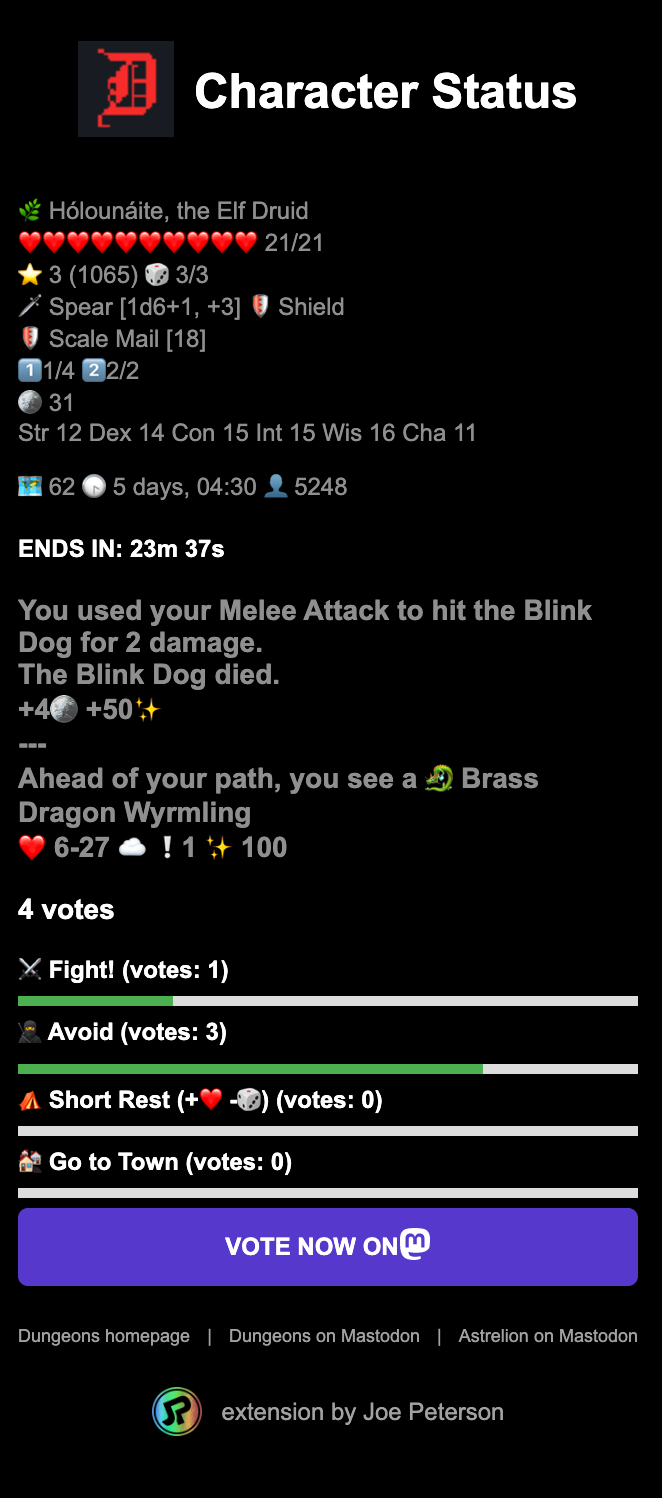 Character Status
🌿 Hólounáite, the Elf Druid
❤️❤️❤️❤️❤️❤️❤️❤️❤️❤️ 21/21
⭐ 3 (1065) 🎲 3/3
🗡️ Spear [1d6+1, +3] 🛡️ Shield
🛡️ Scale Mail [18]
1️⃣1/4 2️⃣2/2
🌕 31
Str 12 Dex 14 Con 15 Int 15 Wis 16 Cha 11
🗺️ 62 🕟 5 days, 04:30 👤 5248
ENDS IN: 23m 37s
You used your Melee Attack to hit the Blink
Dog for 2 damage.
The Blink Dog died.
+4🌕 +50✨
---
Ahead of your path, you see a 🐲 Brass
Dragon Wyrmling
❤️ 6-27 ☁️ ❕1 ✨ 100
4 votes
⚔️ Fight! (votes: 1)
🥷 Avoid (votes: 3)
⛺ Short Rest (+❤️ -🎲) (votes: 0)
🏘️ Go to Town (votes: 0)
VOTE NOW ON
Dungeons homepage | Dungeons on Mastodon | Astrelion on Mastodon
extension by Joe Peterson